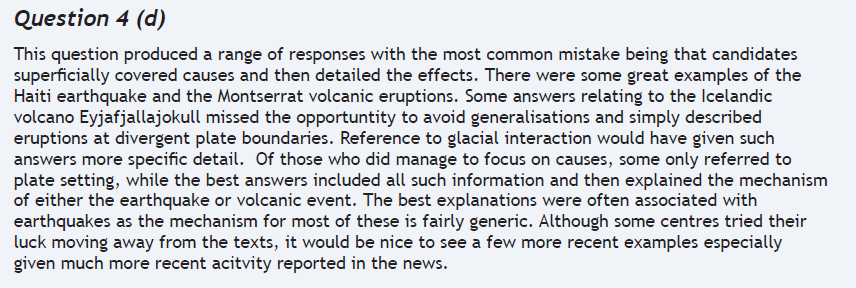 Question 4 (d)
This question produced a range of responses with the most common mistake being that candidates
superficially covered causes and then detailed the effects. There were some great examples of the
Haiti earthquake and the Montserrat volcanic eruptions. Some answers relating to the Icelandic
volcano Eyjafjallajokull missed the opportuntity to avoid generalisations and simply described
eruptions at divergent plate boundaries. Reference to glacial interaction would have given such
answers more specific detail.  Of those who did manage to focus on causes, some only referred to
plate setting, while the best answers included all such information and then explained the mechanism
of either the earthquake or volcanic event. The best explanations were often associated with
earthquakes as the mechanism for most of these is fairly generic. Although some centres tried their
luck moving away from the texts, it would be nice to see a few more recent examples especially
given much more recent acitvity reported in the news.